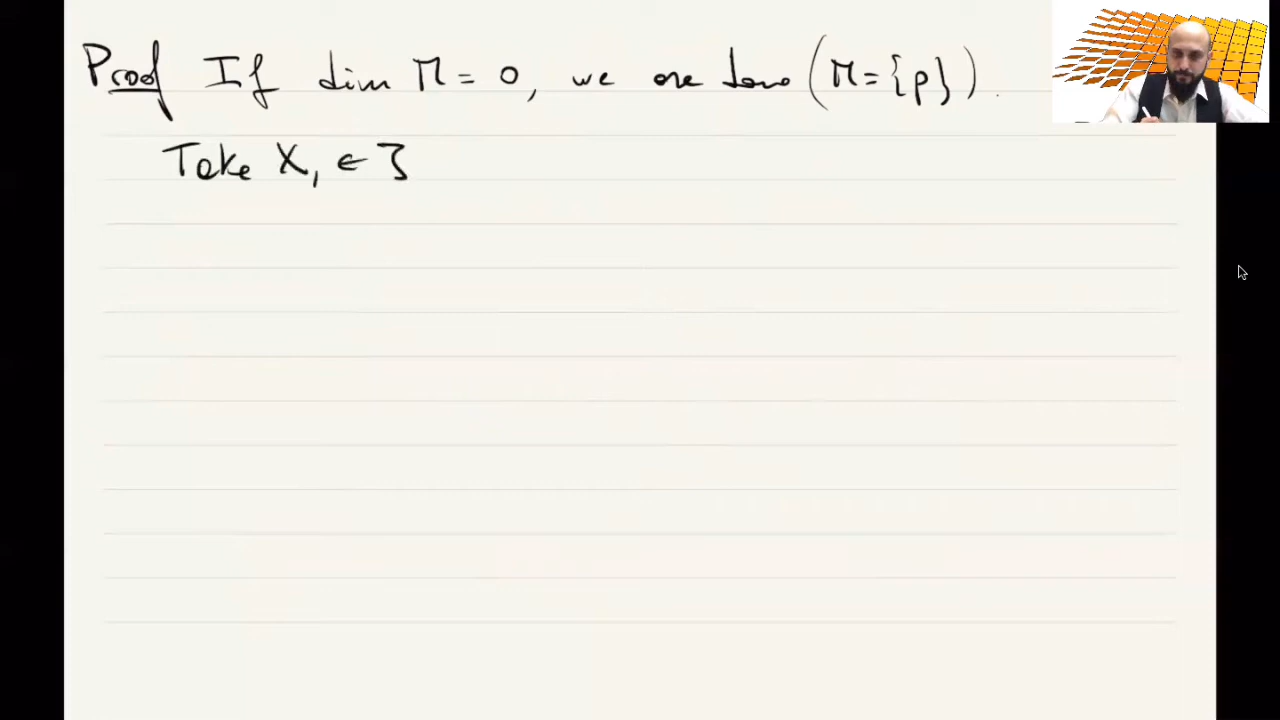 Proof If dim M = 0, we are done (M = {p}).
Take X₁ ∈ ℱ